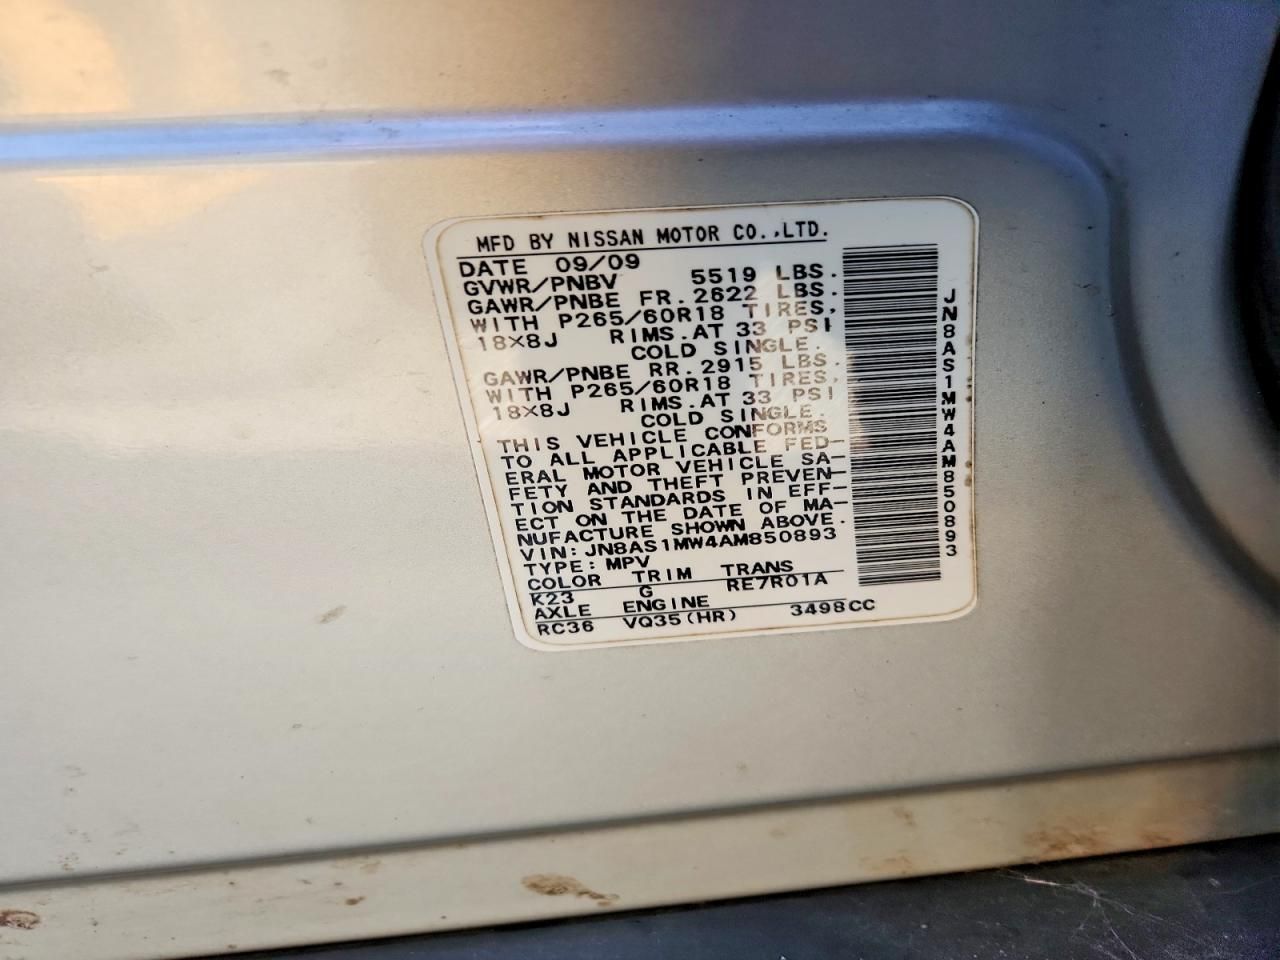 MFD BY NISSAN MOTOR CO.,LTD.
DATE 09/09
GVWR/PNBV 5519 LBS.
GAWR/PNBE FR.2622 LBS.
WITH P265/60R18 TIRES,
18X8J RIMS.AT 33 PSI
COLD SINGLE.
GAWR/PNBE RR.2915 LBS.
WITH P265/60R18 TIRES,
18X8J RIMS.AT 33 PSI
COLD SINGLE.
THIS VEHICLE CONFORMS
TO ALL APPLICABLE FED-
ERAL MOTOR VEHICLE SA-
FETY AND THEFT PREVEN-
TION STANDARDS IN EFF-
ECT ON THE DATE OF MA-
NUFACTURE SHOWN ABOVE.
VIN:JN8AS1MW4AM850893
TYPE:MPV
COLOR TRIM TRANS
K23 G RE7R01A
AXLE ENGINE
RC36 VQ35(HR) 3498CC
JN8AS1MW4AM850893